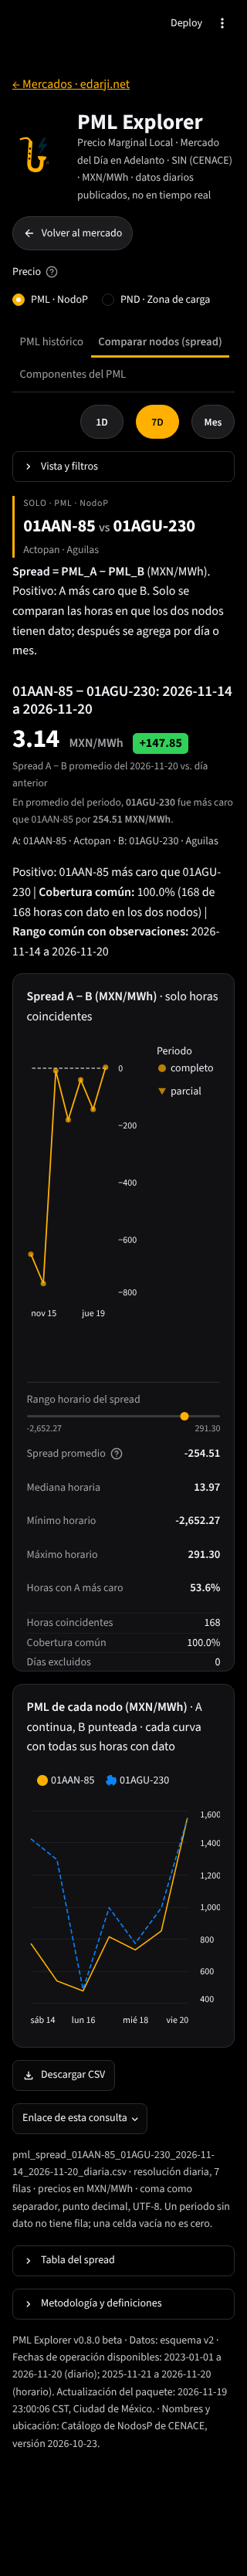 Deploy
← Mercados · edarji.net
PML Explorer
Precio Marginal Local · Mercado
del Día en Adelanto · SIN (CENACE)
· MXN/MWh · datos diarios
publicados, no en tiempo real
← Volver al mercado
Precio
PML · NodoP
PND · Zona de carga
PML histórico
Comparar nodos (spread)
Componentes del PML
1D
7D
Mes
Vista y filtros
SOLO · PML · NodoP
01AAN-85 vs 01AGU-230
Actopan · Aguilas
Spread = PML_A − PML_B (MXN/MWh).
Positivo: A más caro que B. Solo se
comparan las horas en que los dos nodos
tienen dato; después se agrega por día o
mes.
01AAN-85 − 01AGU-230: 2026-11-14
a 2026-11-20
3.14 MXN/MWh +147.85
Spread A − B promedio del 2026-11-20 vs. día
anterior
En promedio del periodo, 01AGU-230 fue más caro
que 01AAN-85 por 254.51 MXN/MWh.
A: 01AAN-85 · Actopan · B: 01AGU-230 · Aguilas
Positivo: 01AAN-85 más caro que 01AGU-
230 | Cobertura común: 100.0% (168 de
168 horas con dato en los dos nodos) |
Rango común con observaciones: 2026-
11-14 a 2026-11-20
Spread A − B (MXN/MWh) · solo horas
coincidentes
Periodo
completo
parcial
0
−200
−400
−600
−800
nov 15
jue 19
Rango horario del spread
-2,652.27
291.30
Spread promedio
-254.51
Mediana horaria
13.97
Mínimo horario
-2,652.27
Máximo horario
291.30
Horas con A más caro
53.6%
Horas coincidentes
168
Cobertura común
100.0%
Días excluidos
0
PML de cada nodo (MXN/MWh) · A
continua, B punteada · cada curva
con todas sus horas con dato
01AAN-85
01AGU-230
1,600
1,400
1,200
1,000
800
600
400
sáb 14
lun 16
mié 18
vie 20
Descargar CSV
Enlace de esta consulta
pml_spread_01AAN-85_01AGU-230_2026-11-
14_2026-11-20_diaria.csv · resolución diaria, 7
filas · precios en MXN/MWh · coma como
separador, punto decimal, UTF-8. Un periodo sin
dato no tiene fila; una celda vacía no es cero.
Tabla del spread
Metodología y definiciones
PML Explorer v0.8.0 beta · Datos: esquema v2 ·
Fechas de operación disponibles: 2023-01-01 a
2026-11-20 (diario); 2025-11-21 a 2026-11-20
(horario). Actualización del paquete: 2026-11-19
23:00:06 CST, Ciudad de México. · Nombres y
ubicación: Catálogo de NodosP de CENACE,
versión 2026-10-23.